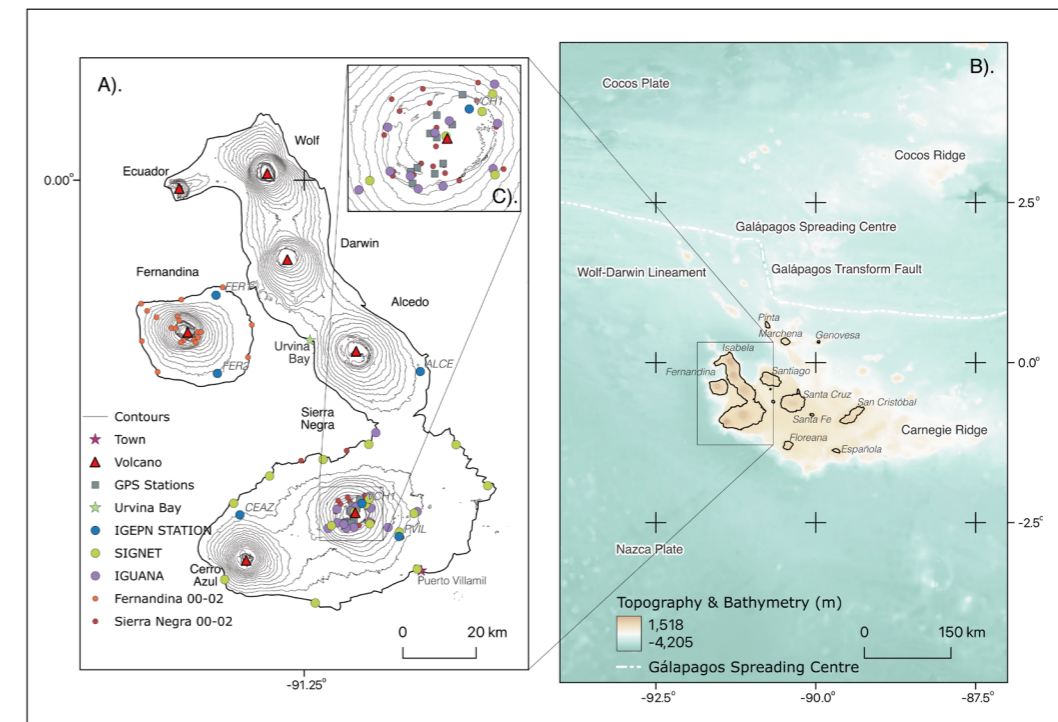 A).
Wolf
Ecuador
0.00°
C).
VCH1
Darwin
Fernandina
FER1
Alcedo
Urvina
Bay
FER2
ALCE
Sierra
Negra
Contours
Town
Volcano
GPS Stations
Urvina Bay
IGEPN STATION
SIGNET
IGUANA
Fernandina 00-02
Sierra Negra 00-02
CEAZ
VCH1
PVIL
Cerro
Azul
Puerto Villamil
0 20 km
-91.25°
B).
Cocos Plate
Cocos Ridge
2.5°
Galápagos Spreading Centre
Wolf-Darwin Lineament
Galápagos Transform Fault
Pinta
Marchena
Genovesa
Isabela
0.0°
Fernandina
Santiago
Santa Cruz
San Cristóbal
Santa Fe
Carnegie Ridge
Floreana
Española
-2.5°
Nazca Plate
Topography & Bathymetry (m)
1,518
-4,205
0 150 km
Gálapagos Spreading Centre
-92.5°
-90.0°
-87.5°